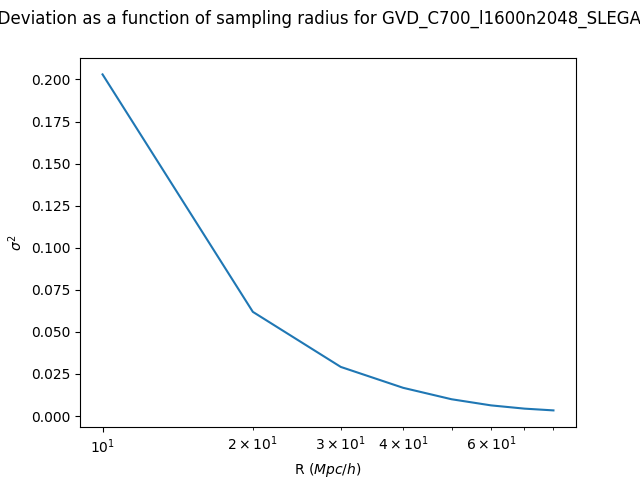 Deviation as a function of sampling radius for GVD_C700_l1600n2048_SLEGA
0.200
0.175
0.150
0.125
0.100
0.075
0.050
0.025
0.000
σ²
10¹ 2 × 10¹ 3 × 10¹ 4 × 10¹ 6 × 10¹
R (Mpc/h)